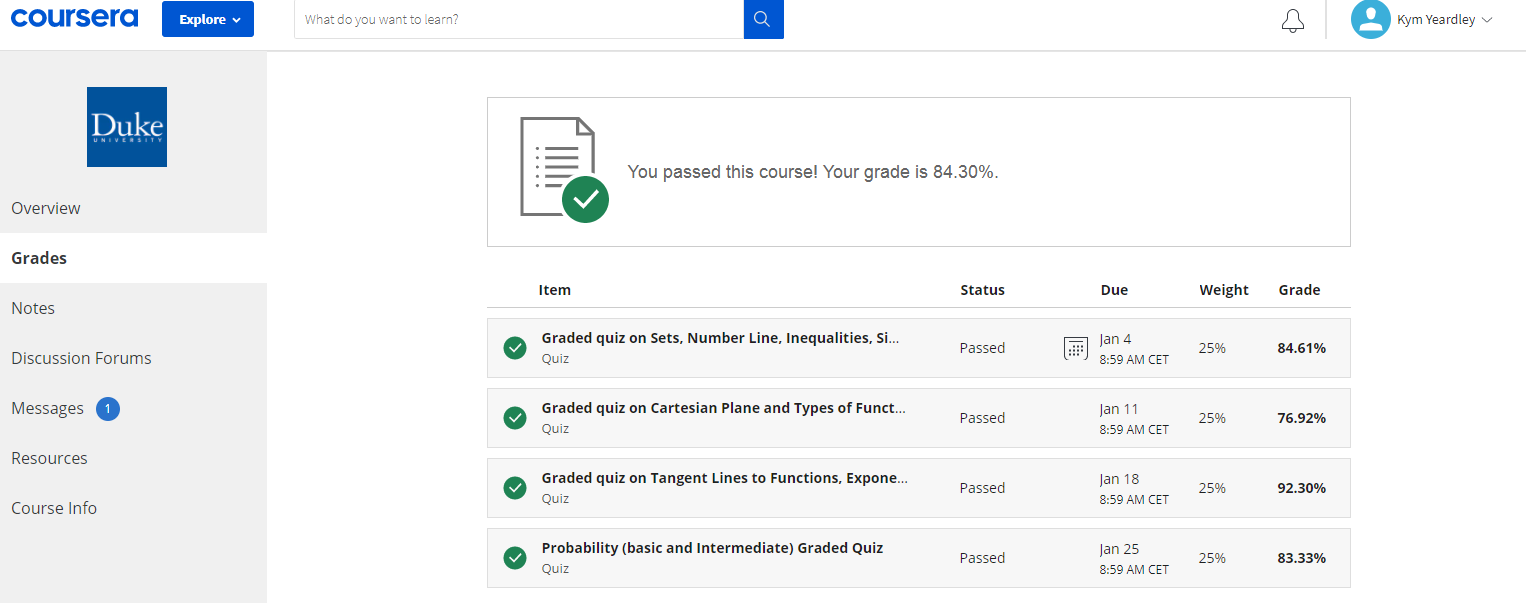 coursera
Explore
What do you want to learn?
Kym Yeardley
Duke
UNIVERSITY
Overview
Grades
Notes
Discussion Forums
Messages 1
Resources
Course Info
You passed this course! Your grade is 84.30%.
Item Status Due Weight Grade
Graded quiz on Sets, Number Line, Inequalities, Si...
Quiz
Passed
Jan 4
8:59 AM CET
25%
84.61%
Graded quiz on Cartesian Plane and Types of Funct...
Quiz
Passed
Jan 11
8:59 AM CET
25%
76.92%
Graded quiz on Tangent Lines to Functions, Expone...
Quiz
Passed
Jan 18
8:59 AM CET
25%
92.30%
Probability (basic and Intermediate) Graded Quiz
Quiz
Passed
Jan 25
8:59 AM CET
25%
83.33%